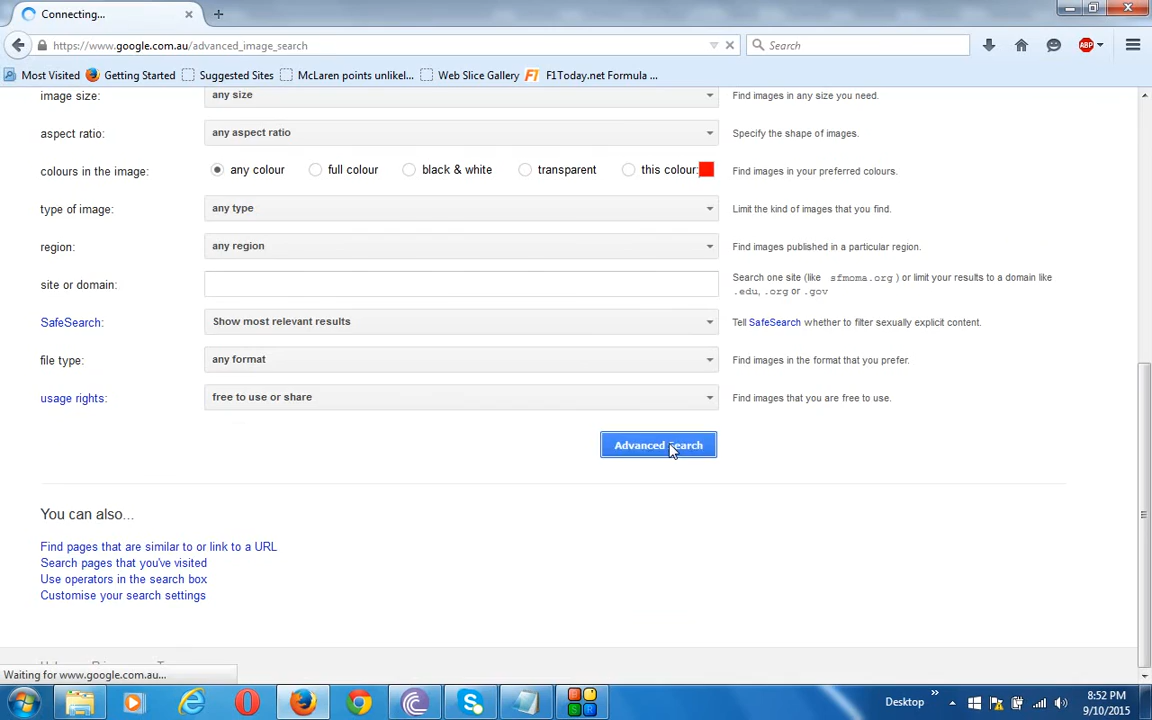 Connecting...
https://www.google.com.au/advanced_image_search
Search
ABP
Most Visited Getting Started Suggested Sites McLaren points unlikel... Web Slice Gallery F1 F1Today.net Formula ...
image size: any size Find images in any size you need.
aspect ratio: any aspect ratio Specify the shape of images.
colours in the image: any colour full colour black & white transparent this colour: Find images in your preferred colours.
type of image: any type Limit the kind of images that you find.
region: any region Find images published in a particular region.
site or domain: Search one site (like sfmoma.org ) or limit your results to a domain like
.edu, .org or .gov
SafeSearch: Show most relevant results Tell SafeSearch whether to filter sexually explicit content.
file type: any format Find images in the format that you prefer.
usage rights: free to use or share Find images that you are free to use.
Advanced Search
You can also...
Find pages that are similar to or link to a URL
Search pages that you've visited
Use operators in the search box
Customise your search settings
Waiting for www.google.com.au...
Desktop
8:52 PM
9/10/2015